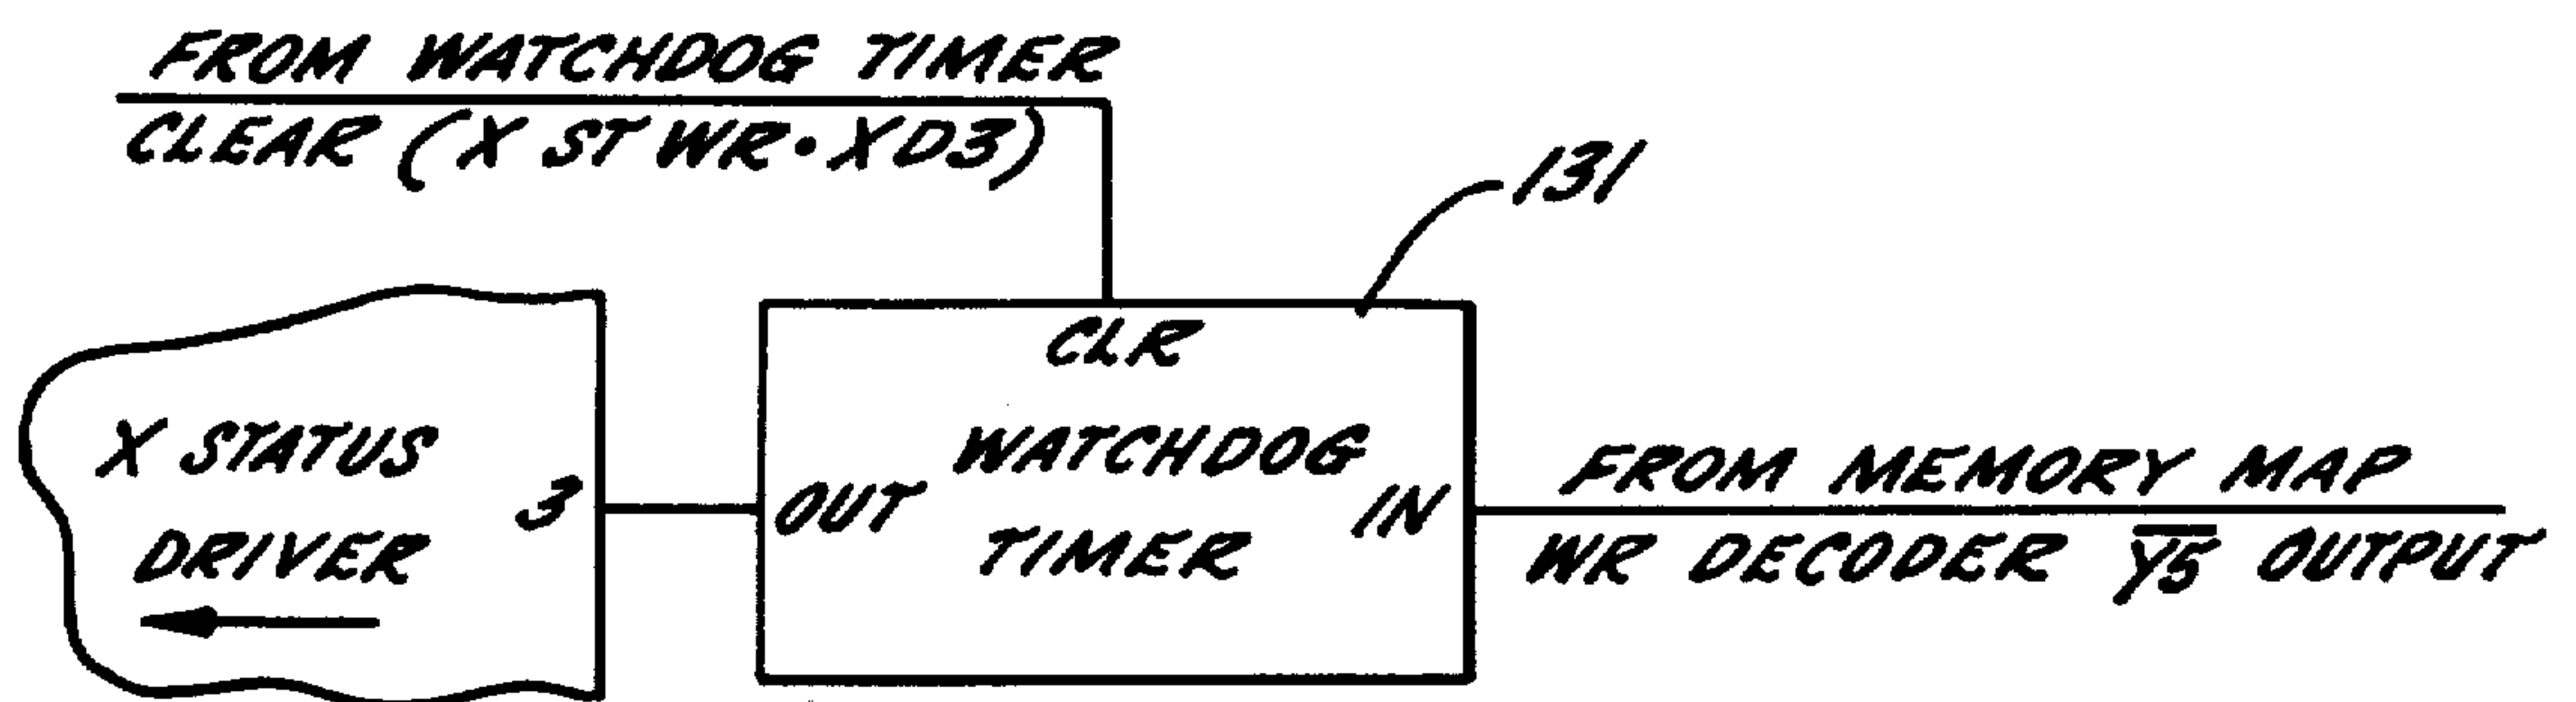 FROM WATCHDOG TIMER
CLEAR (X ST WR • XD3)
131
CLR
X STATUS
DRIVER
3
OUT
WATCHDOG
TIMER
IN
FROM MEMORY MAP
WR DECODER Y̅5̅ OUTPUT